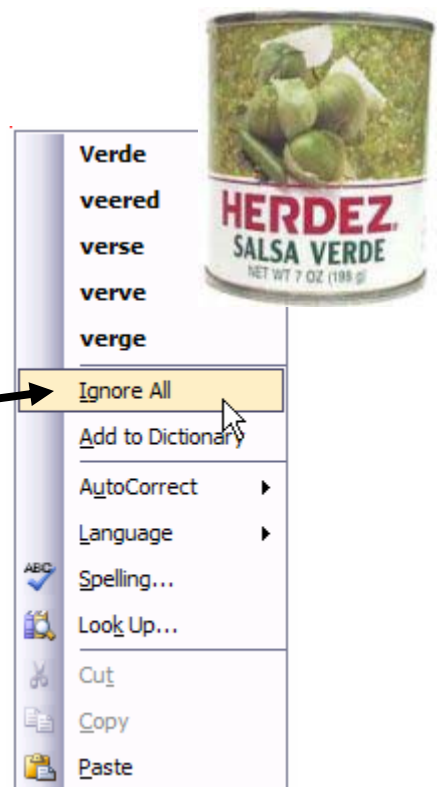 HERDEZ.
SALSA VERDE
NET WT 7 OZ (198 g)
Verde
veered
verse
verve
verge
Ignore All
Add to Dictionary
AutoCorrect
Language
ABC
Spelling...
Look Up...
Cut
Copy
Paste